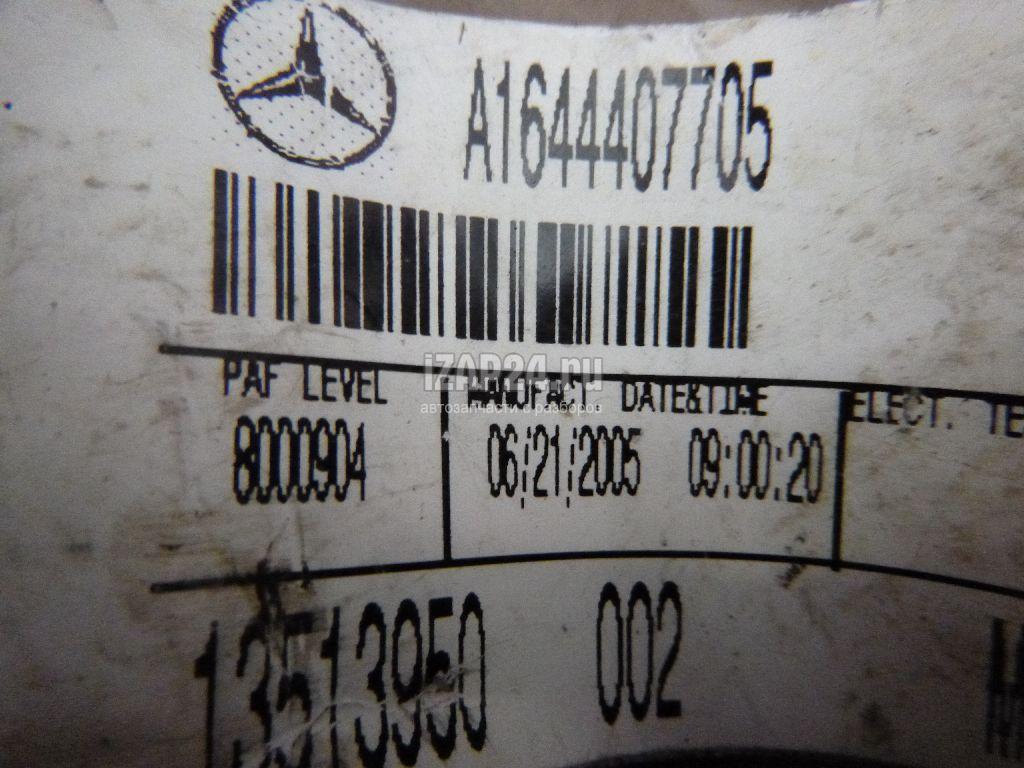 A1644407705
iZAP24.ru
автозапчасти с разборов
PAF LEVEL MANUFACT DATE&TIME ELECT. TE
8000904 06/21/2005 09:00:20
13513950 002